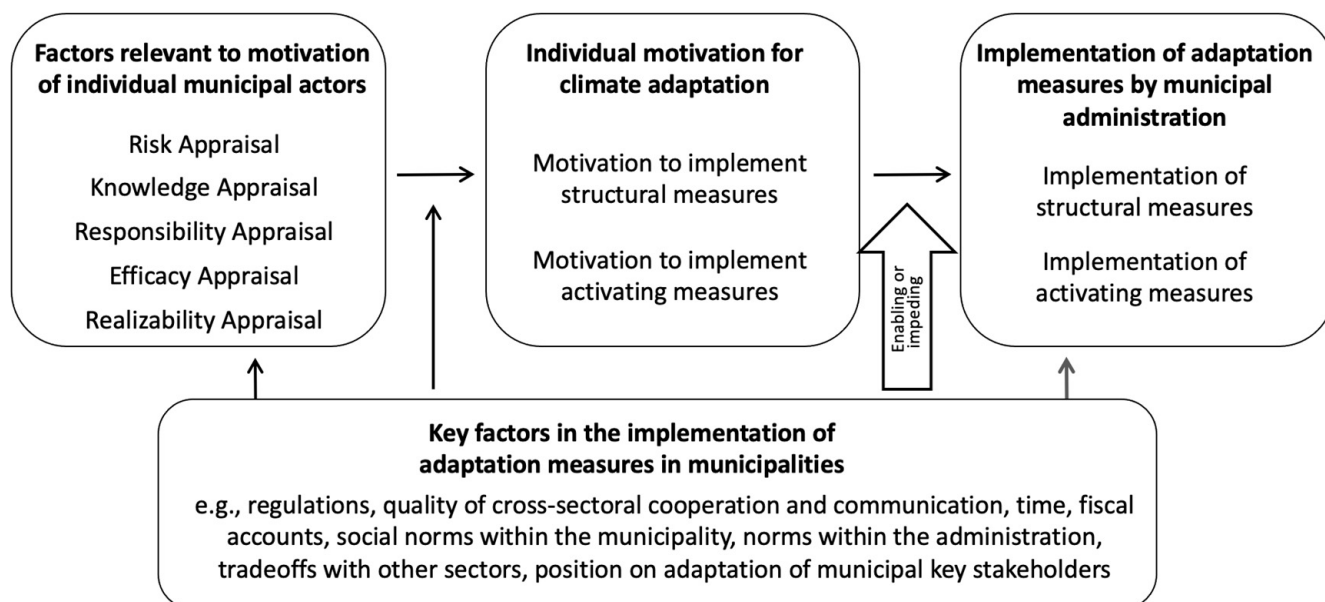 Factors relevant to motivation
of individual municipal actors
Risk Appraisal
Knowledge Appraisal
Responsibility Appraisal
Efficacy Appraisal
Realizability Appraisal
Individual motivation for
climate adaptation
Motivation to implement
structural measures
Motivation to implement
activating measures
Implementation of adaptation
measures by municipal
administration
Implementation of
structural measures
Implementation of
activating measures
Enabling or
impeding
Key factors in the implementation of
adaptation measures in municipalities
e.g., regulations, quality of cross-sectoral cooperation and communication, time, fiscal
accounts, social norms within the municipality, norms within the administration,
tradeoffs with other sectors, position on adaptation of municipal key stakeholders